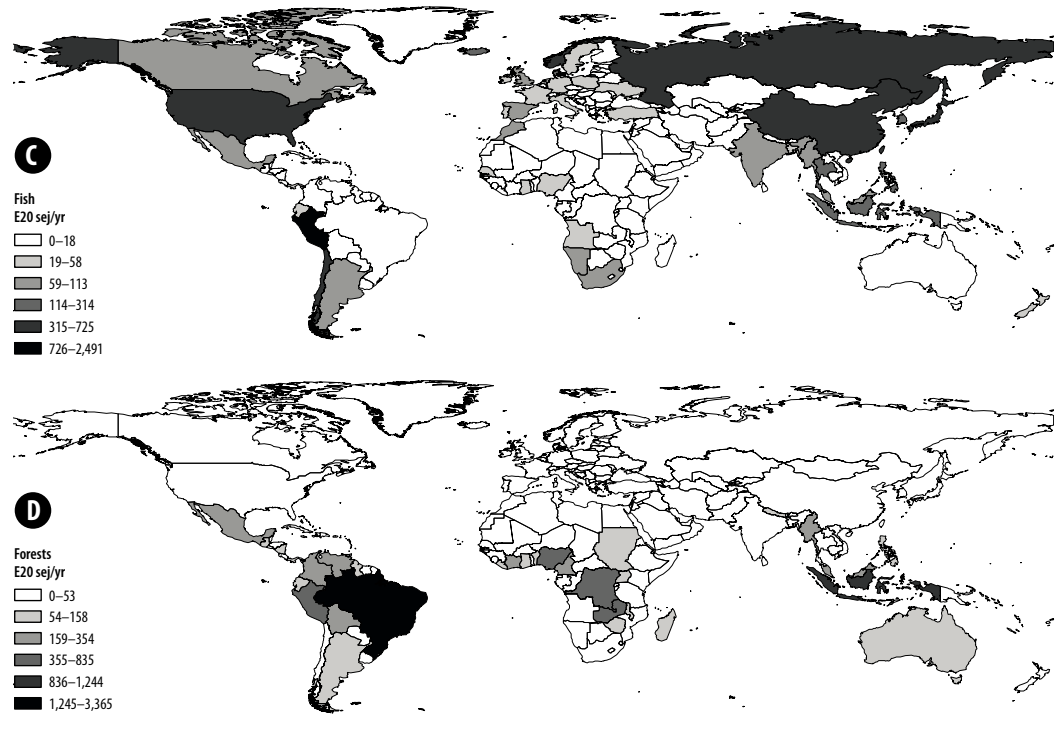 C
Fish
E20 sej/yr
0–18
19–58
59–113
114–314
315–725
726–2,491
D
Forests
E20 sej/yr
0–53
54–158
159–354
355–835
836–1,244
1,245–3,365